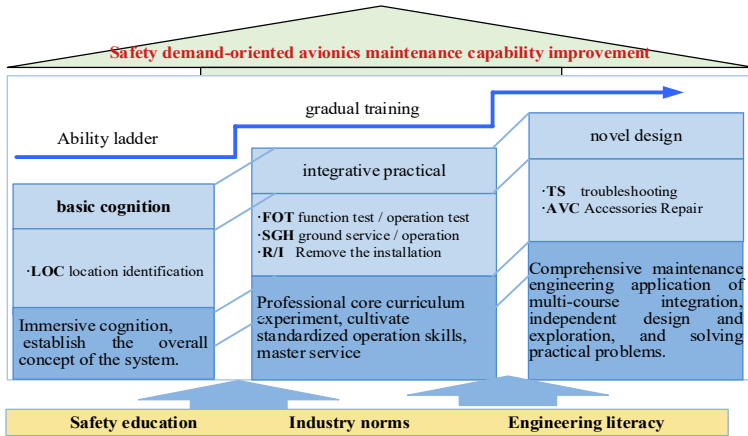 Safety demand-oriented avionics maintenance capability improvement
gradual training
Ability ladder
basic cognition
·LOC location identification
Immersive cognition,
establish the overall
concept of the system.
integrative practical
·FOT function test / operation test
·SGH ground service / operation
·R/I Remove the installation
Professional core curriculum
experiment, cultivate
standardized operation skills,
master service
novel design
·TS troubleshooting
·AVC Accessories Repair
Comprehensive maintenance
engineering application of
multi-course integration,
independent design and
exploration, and solving
practical problems.
Safety education Industry norms Engineering literacy